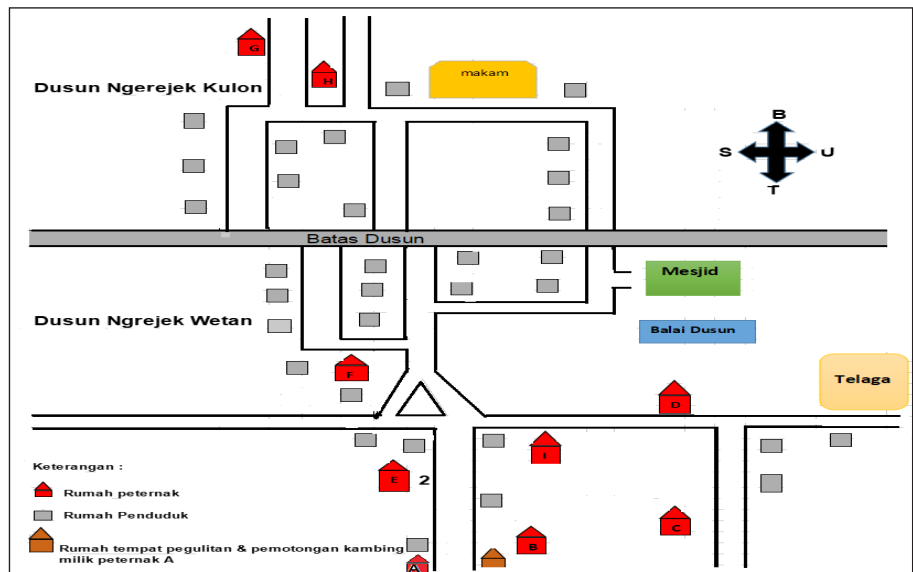 G
H
makam
Dusun Ngerejek Kulon
B
S U
T
Batas Dusun
Mesjid
Dusun Ngrejek Wetan
Balai Dusun
F
Telaga
D
I
Keterangan :
E 2
Rumah peternak
Rumah Penduduk
C
B
Rumah tempat pegulitan & pemotongan kambing
milik peternak A
A